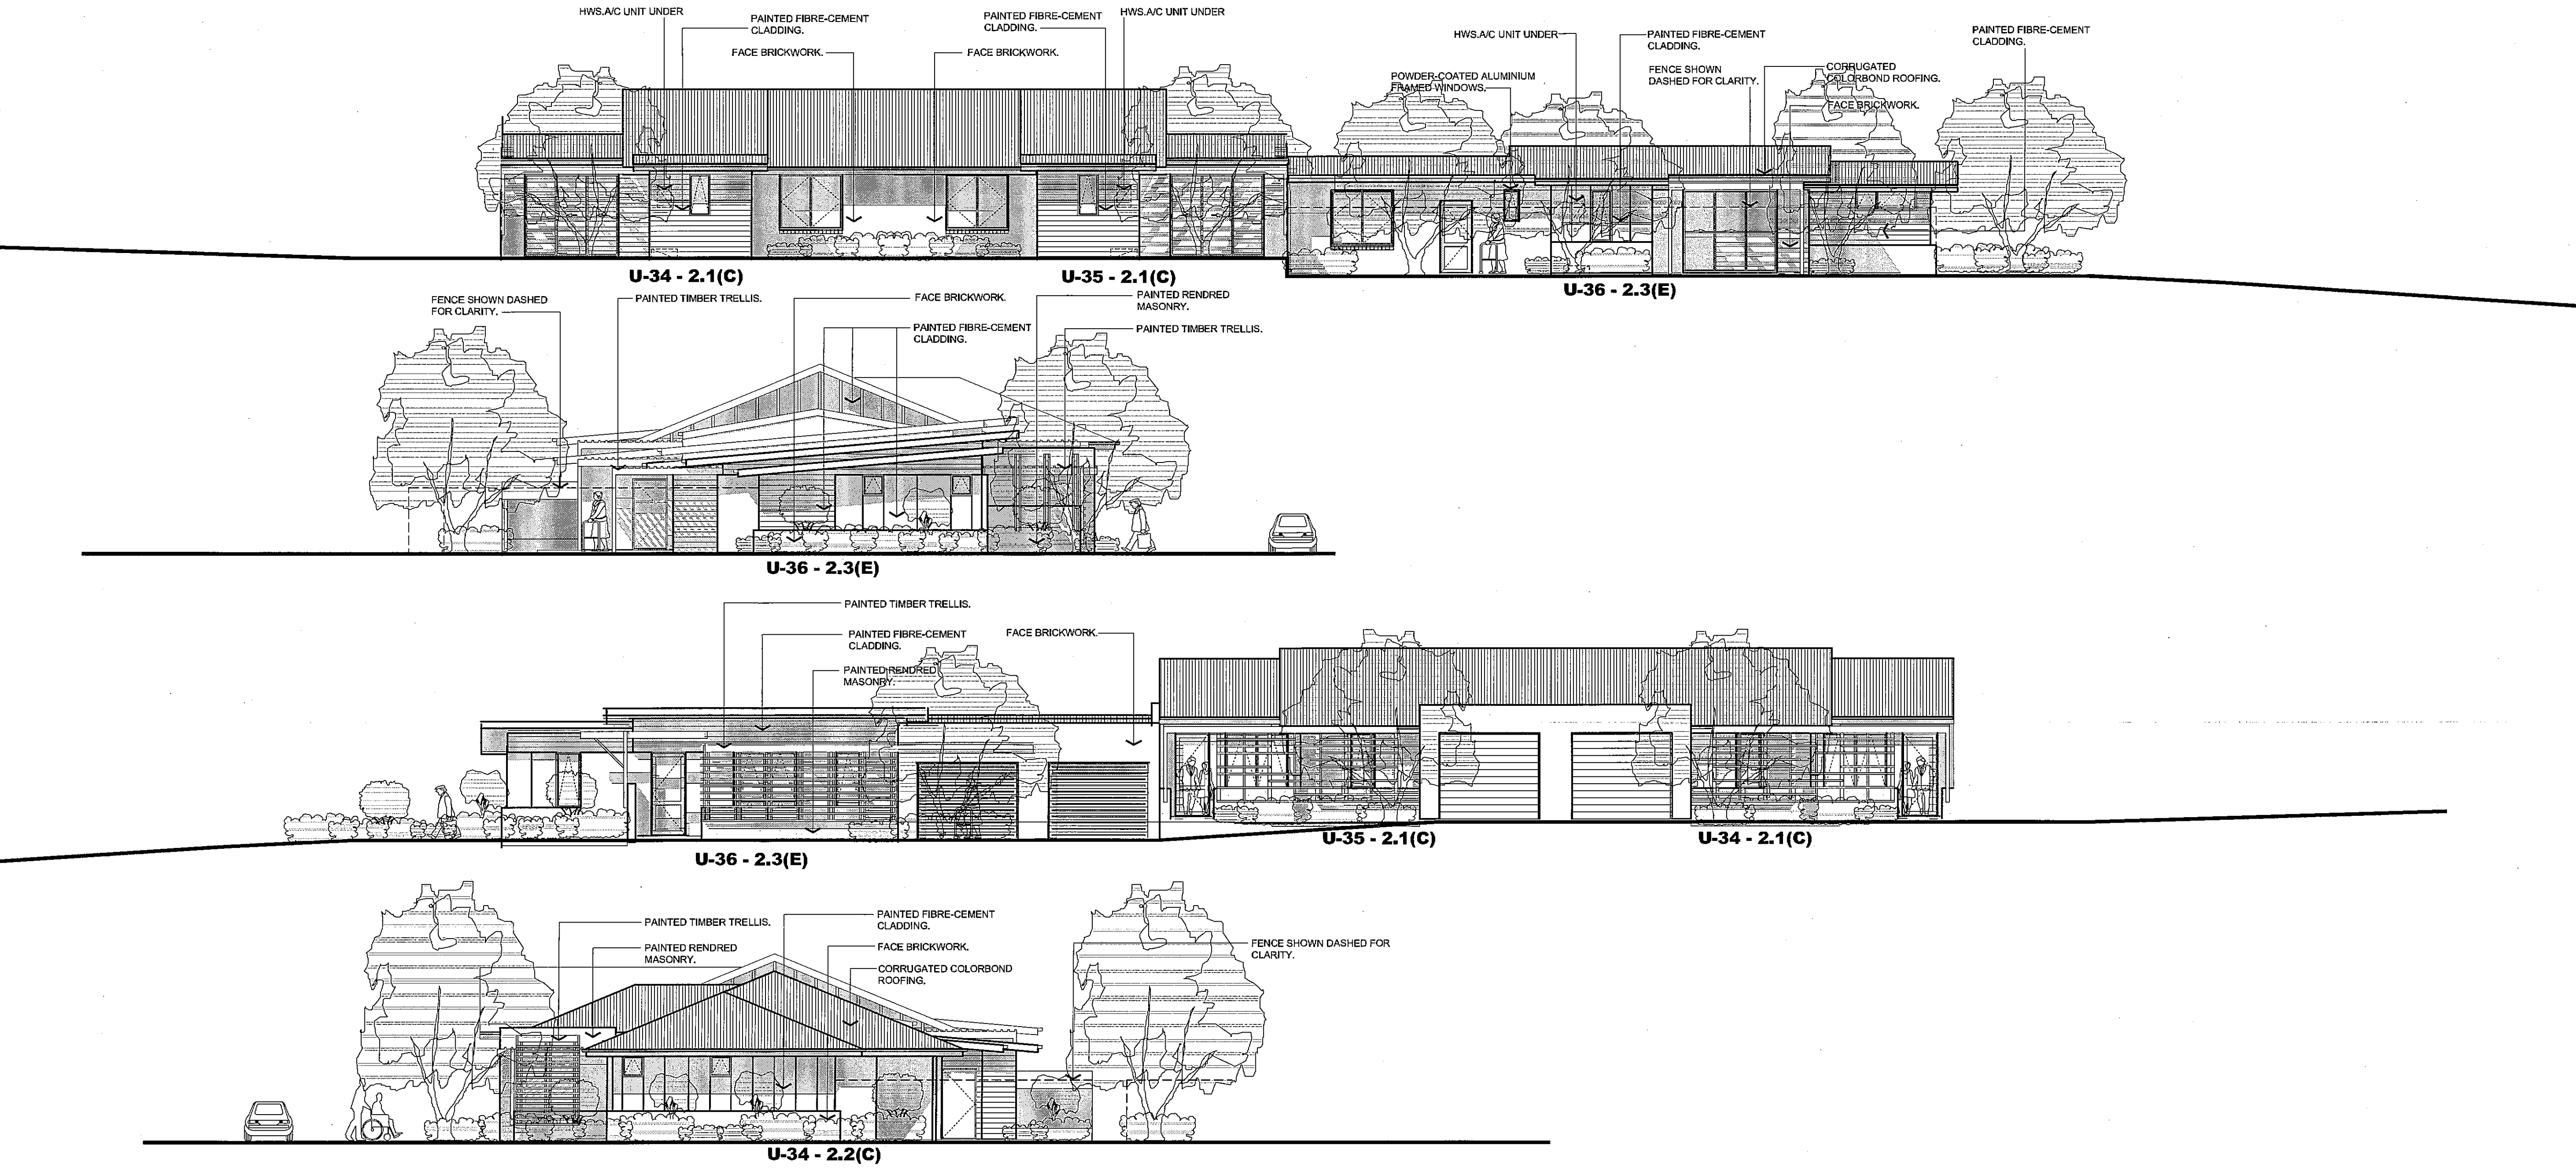 HWS.A/C UNIT UNDER
PAINTED FIBRE-CEMENT
CLADDING.
FACE BRICKWORK.
PAINTED FIBRE-CEMENT
CLADDING.
HWS.A/C UNIT UNDER
FACE BRICKWORK.
HWS.A/C UNIT UNDER
PAINTED FIBRE-CEMENT
CLADDING.
PAINTED FIBRE-CEMENT
CLADDING.
POWDER-COATED ALUMINIUM
FRAMED WINDOWS.
FENCE SHOWN
DASHED FOR CLARITY.
CORRUGATED
COLORBOND ROOFING.
FACE BRICKWORK.
U-34 - 2.1(C)
U-35 - 2.1(C)
U-36 - 2.3(E)
FENCE SHOWN DASHED
FOR CLARITY.
PAINTED TIMBER TRELLIS.
FACE BRICKWORK.
PAINTED RENDRED
MASONRY.
PAINTED FIBRE-CEMENT
CLADDING.
PAINTED TIMBER TRELLIS.
U-36 - 2.3(E)
PAINTED TIMBER TRELLIS.
PAINTED FIBRE-CEMENT
CLADDING.
FACE BRICKWORK.
PAINTED RENDRED
MASONRY.
U-36 - 2.3(E)
U-35 - 2.1(C)
U-34 - 2.1(C)
PAINTED TIMBER TRELLIS.
PAINTED RENDRED
MASONRY.
PAINTED FIBRE-CEMENT
CLADDING.
FACE BRICKWORK.
CORRUGATED COLORBOND
ROOFING.
FENCE SHOWN DASHED FOR
CLARITY.
U-34 - 2.2(C)